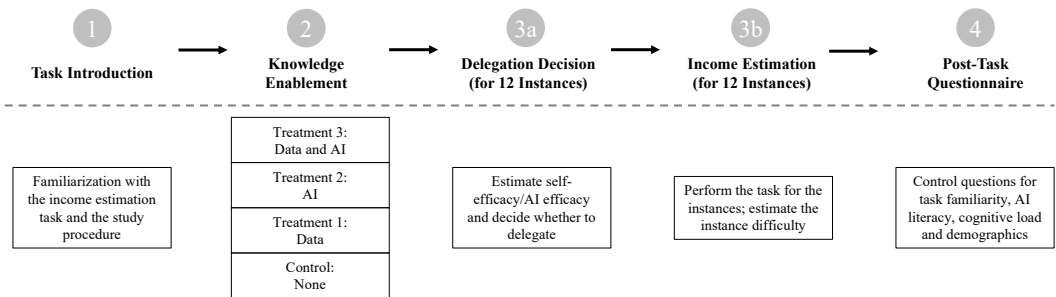 1
Task Introduction
2
Knowledge
Enablement
3a
Delegation Decision
(for 12 Instances)
3b
Income Estimation
(for 12 Instances)
4
Post-Task
Questionnaire
Familiarization with
the income estimation
task and the study
procedure
Treatment 3:
Data and AI
Treatment 2:
AI
Treatment 1:
Data
Control:
None
Estimate self-
efficacy/AI efficacy
and decide whether to
delegate
Perform the task for the
instances; estimate the
instance difficulty
Control questions for
task familiarity, AI
literacy, cognitive load
and demographics